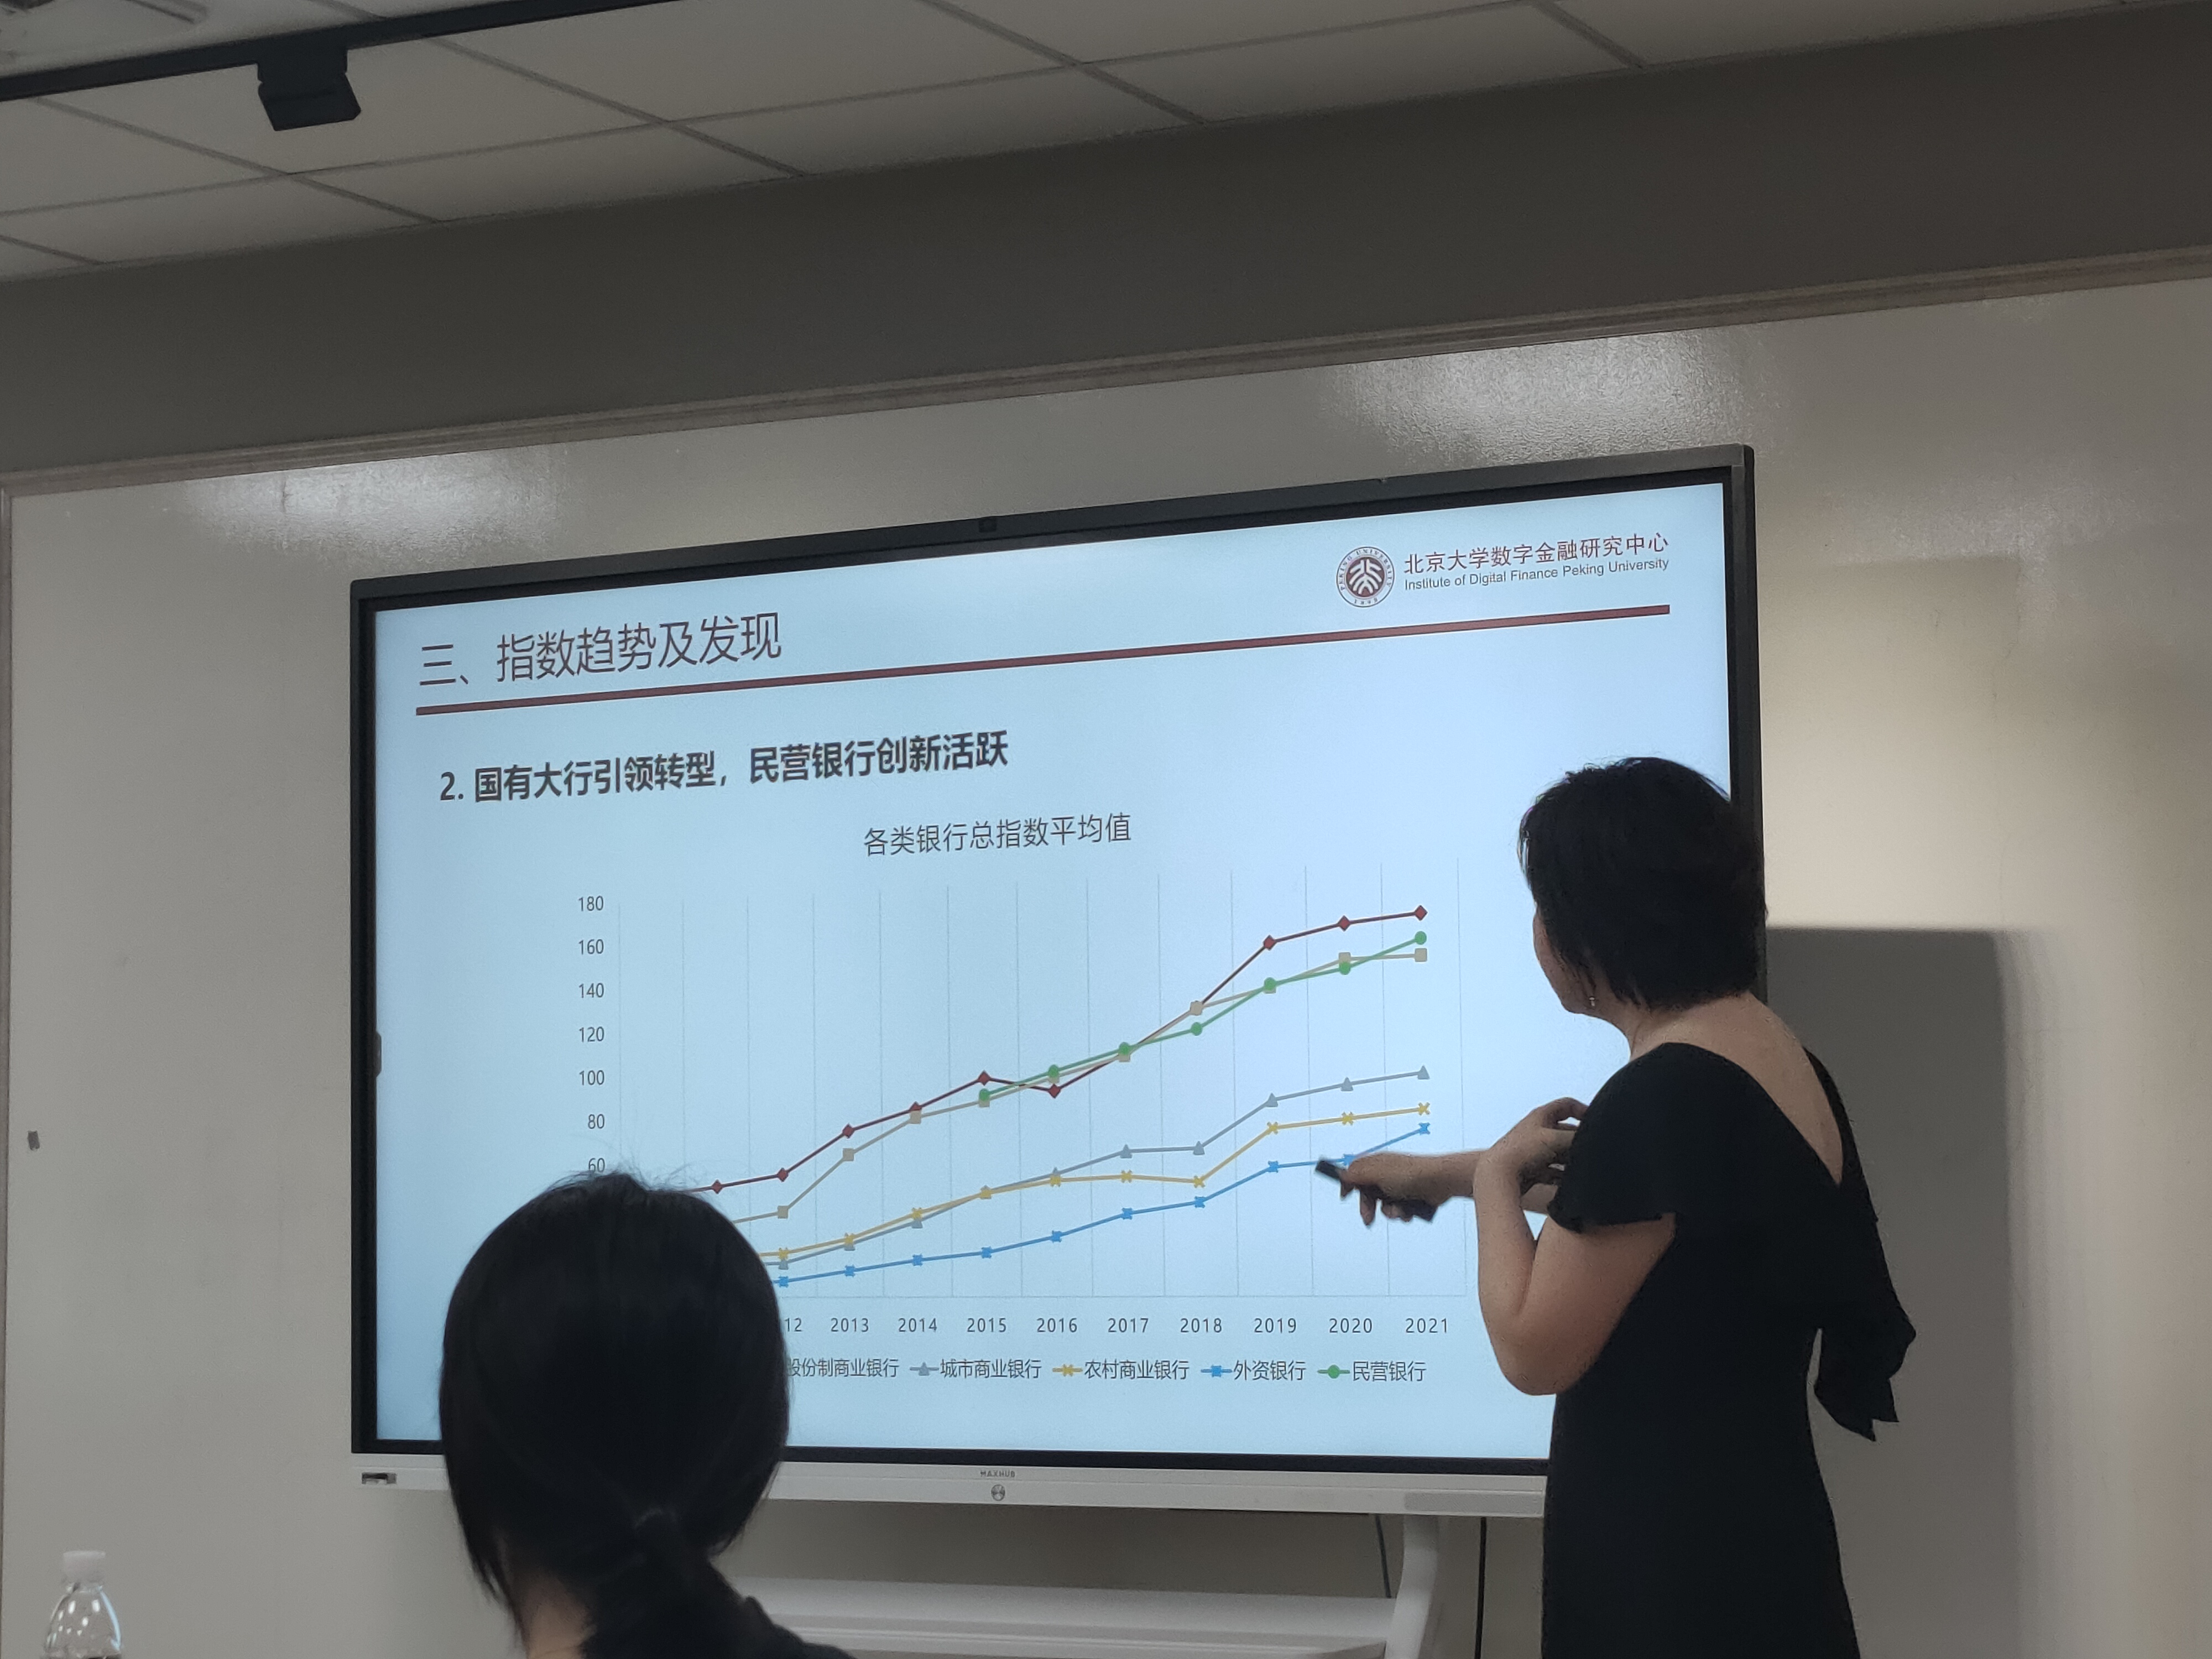 北京大学数字金融研究中心
Institute of Digital Finance Peking University
三、指数趋势及发现
2. 国有大行引领转型，民营银行创新活跃
各类银行总指数平均值
180
160
140
120
100
80
60
12 2013 2014 2015 2016 2017 2018 2019 2020 2021
股份制商业银行 城市商业银行 农村商业银行 外资银行 民营银行
MAXHUB